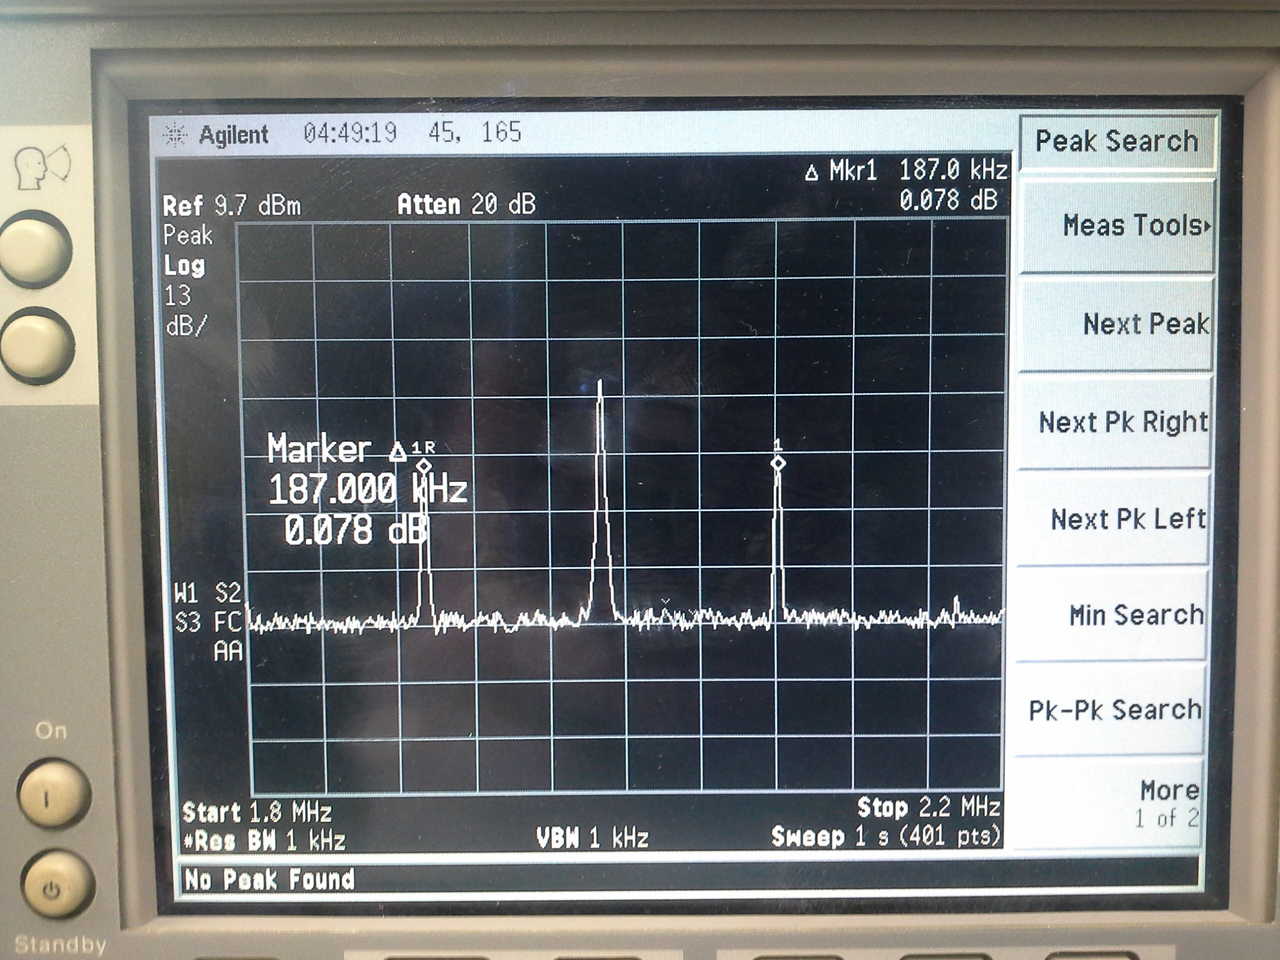 Agilent 04:49:19 45, 165
Peak Search
Δ Mkr1 187.0 kHz
Ref 9.7 dBm Atten 20 dB 0.078 dB
Peak
Log
13
dB/
Meas Tools▸
Next Peak
Next Pk Right
Next Pk Left
Min Search
Pk-Pk Search
More
1 of 2
Marker Δ 1R
187.000 kHz
0.078 dB
1
W1 S2
S3 FC
AA
Start 1.8 MHz Stop 2.2 MHz
*Res BW 1 kHz VBW 1 kHz Sweep 1 s (401 pts)
No Peak Found
On
Standby